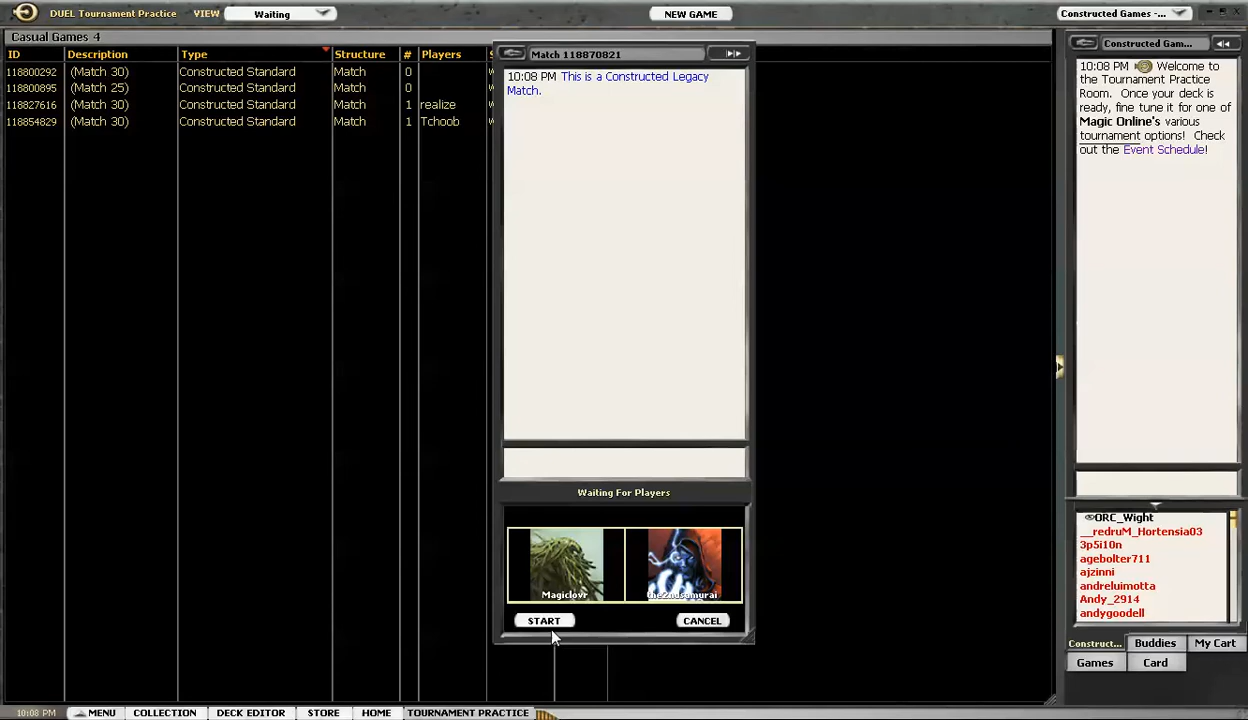 DUEL Tournament Practice VIEW Waiting NEW GAME Constructed Games -...
Casual Games 4
ID Description Type Structure # Players
118800292 (Match 30) Constructed Standard Match 0
118800895 (Match 25) Constructed Standard Match 0
118827616 (Match 30) Constructed Standard Match 1 realize
118854829 (Match 30) Constructed Standard Match 1 Tchoob
Match 118870821
10:08 PM This is a Constructed Legacy
Match.
Waiting For Players
Magiclovr the2ndsamurai
START CANCEL
Constructed Gam...
10:08 PM Welcome to
the Tournament Practice
Room. Once your deck is
ready, fine tune it for one of
Magic Online's various
tournament options! Check
out the Event Schedule!
ORC_Wight
__redruM_Hortensia03
3p5i10n
agebolter711
ajzinni
andreluimotta
Andy_2914
andygoodell
Construct... Buddies My Cart
Games Card
10:08 PM MENU COLLECTION DECK EDITOR STORE HOME TOURNAMENT PRACTICE